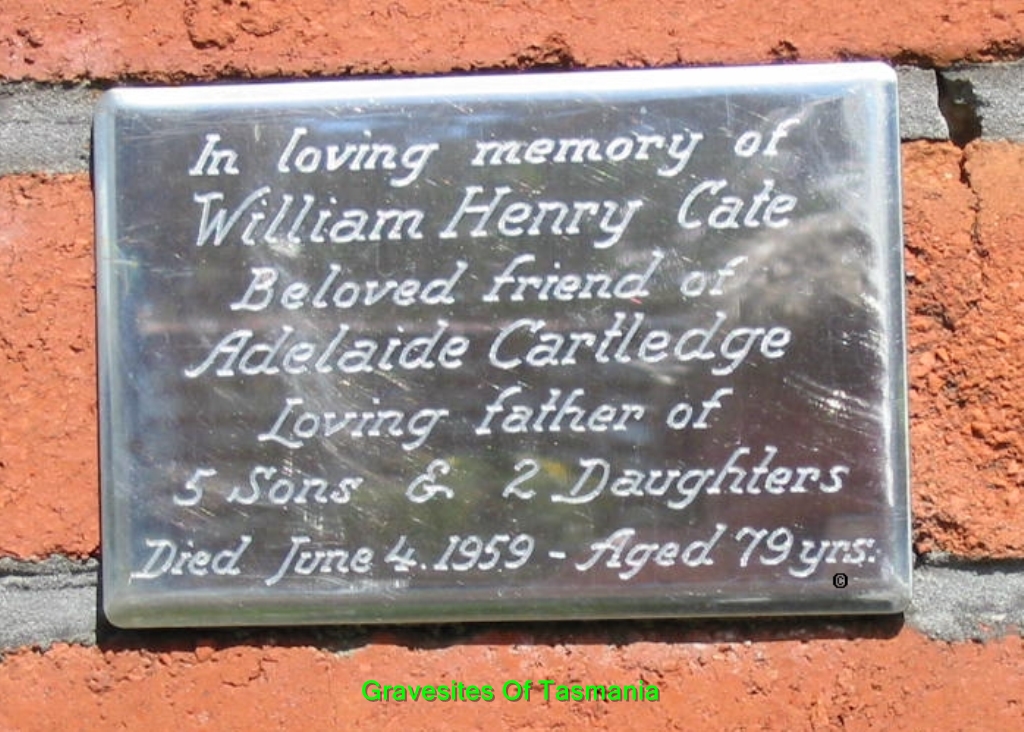 In loving memory of
William Henry Cate
Beloved friend of
Adelaide Cartledge
Loving father of
5 Sons & 2 Daughters
Died June 4. 1959 - Aged 79 yrs.
©
Gravesites Of Tasmania